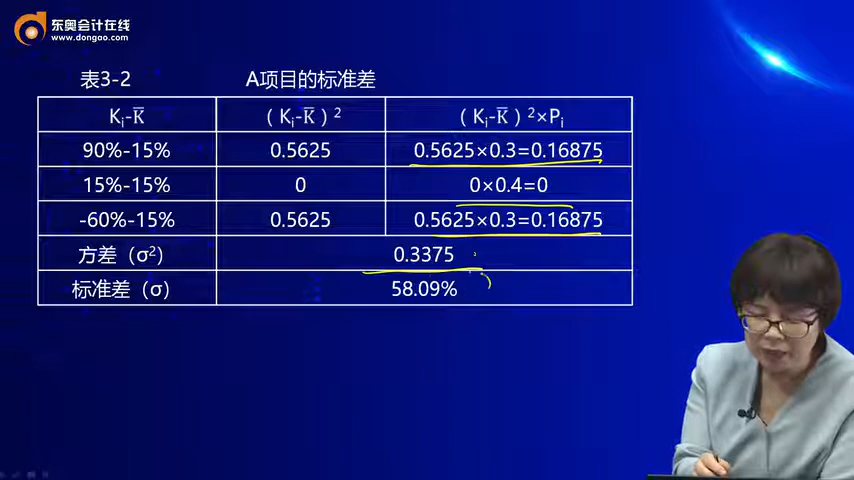 东奥会计在线
www.dongao.com
表3-2 A项目的标准差
Ki-K̅ （Ki-K̅）² （Ki-K̅）²×Pi
90%-15% 0.5625 0.5625×0.3=0.16875
15%-15% 0 0×0.4=0
-60%-15% 0.5625 0.5625×0.3=0.16875
方差（σ²） 0.3375
标准差（σ） 58.09%